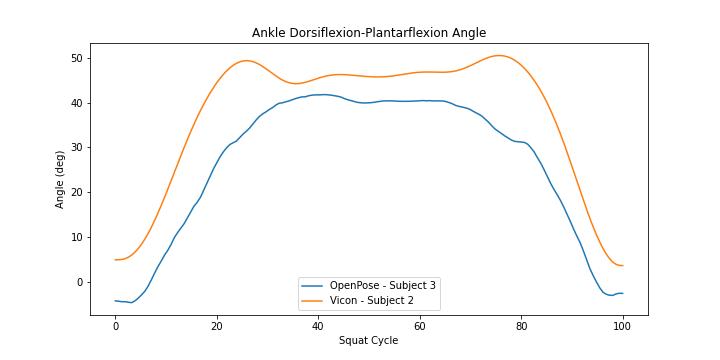 Ankle Dorsiflexion-Plantarflexion Angle
50
40
30
20
10
0
Angle (deg)
OpenPose - Subject 3
Vicon - Subject 2
0 20 40 60 80 100
Squat Cycle